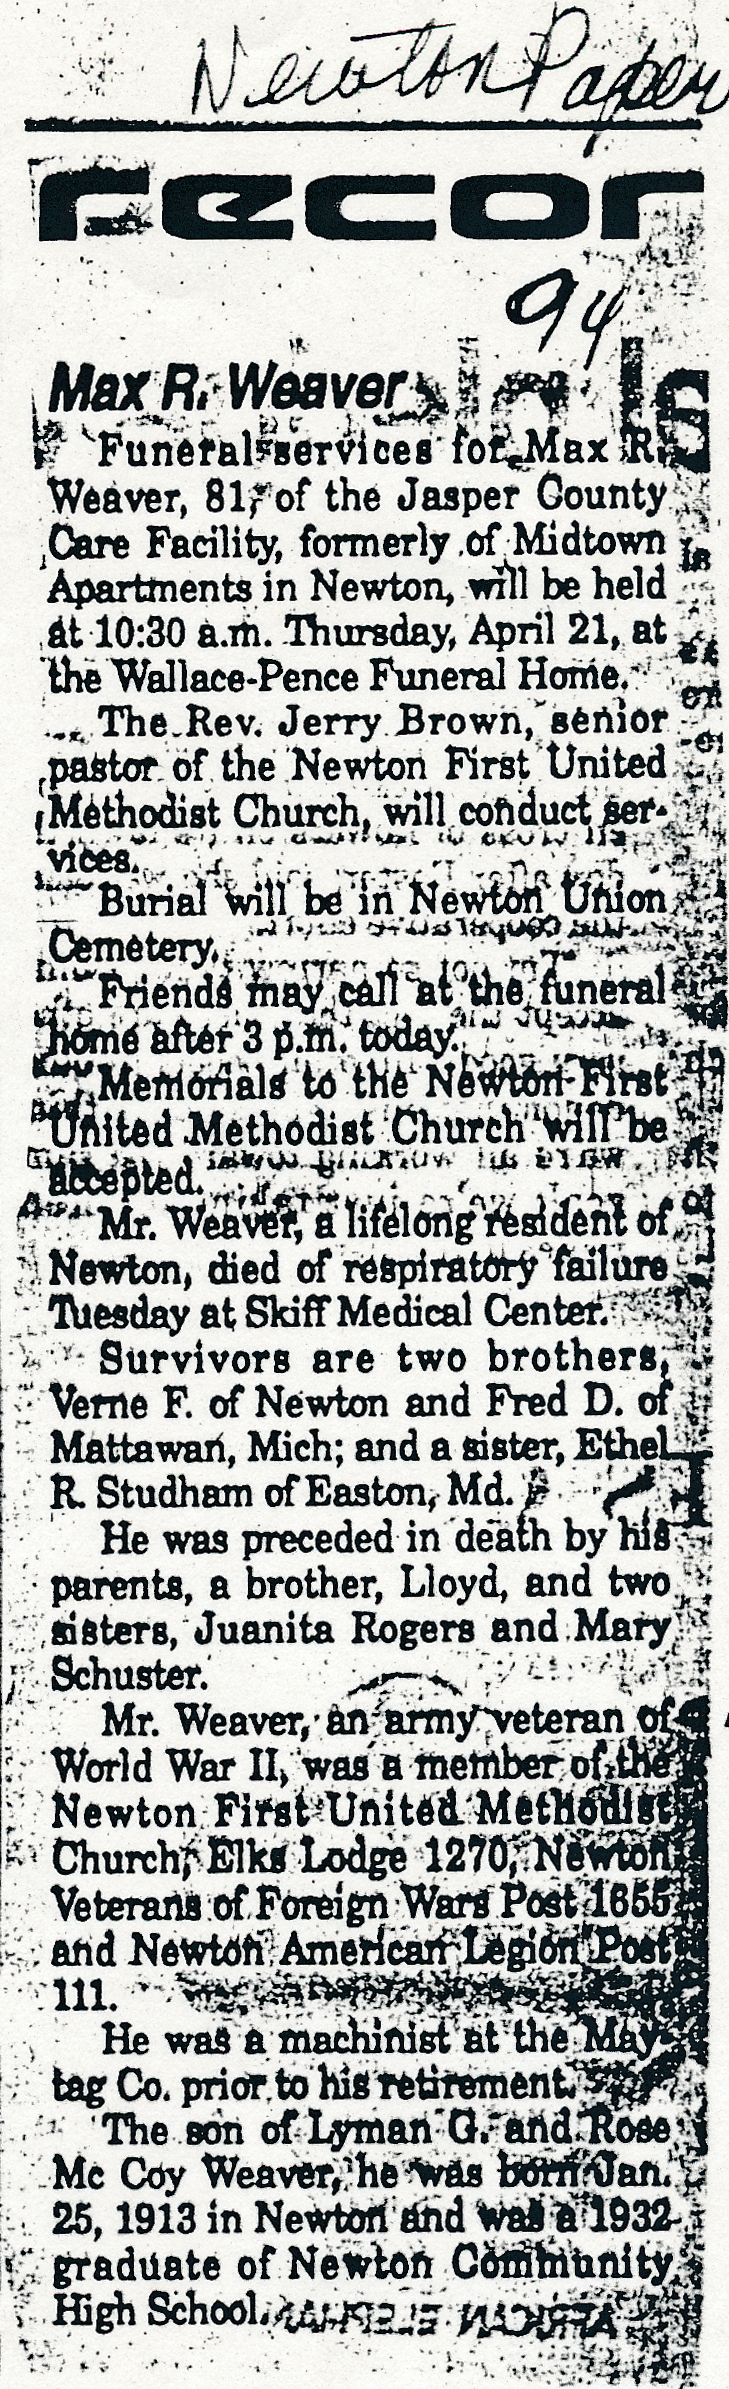 Newton Paper
recor
94
Max R. Weaver
Funeral services for Max R.
Weaver, 81, of the Jasper County
Care Facility, formerly of Midtown
Apartments in Newton, will be held
at 10:30 a.m. Thursday, April 21, at
the Wallace-Pence Funeral Home.
The Rev. Jerry Brown, senior
pastor of the Newton First United
Methodist Church, will conduct ser-
vices.
Burial will be in Newton Union
Cemetery.
Friends may call at the funeral
home after 3 p.m. today.
Memorials to the Newton First
United Methodist Church will be
accepted.
Mr. Weaver, a lifelong resident of
Newton, died of respiratory failure
Tuesday at Skiff Medical Center.
Survivors are two brothers,
Verne F. of Newton and Fred D. of
Mattawan, Mich; and a sister, Ethel
R. Studham of Easton, Md.
He was preceded in death by his
parents, a brother, Lloyd, and two
sisters, Juanita Rogers and Mary
Schuster.
Mr. Weaver, an army veteran of
World War II, was a member of the
Newton First United Methodist
Church, Elks Lodge 1270, Newton
Veterans of Foreign Wars Post 1655
and Newton American Legion Post
111.
He was a machinist at the May-
tag Co. prior to his retirement.
The son of Lyman G. and Rose
Mc Coy Weaver, he was born Jan.
25, 1913 in Newton and was a 1932
graduate of Newton Community
High School.